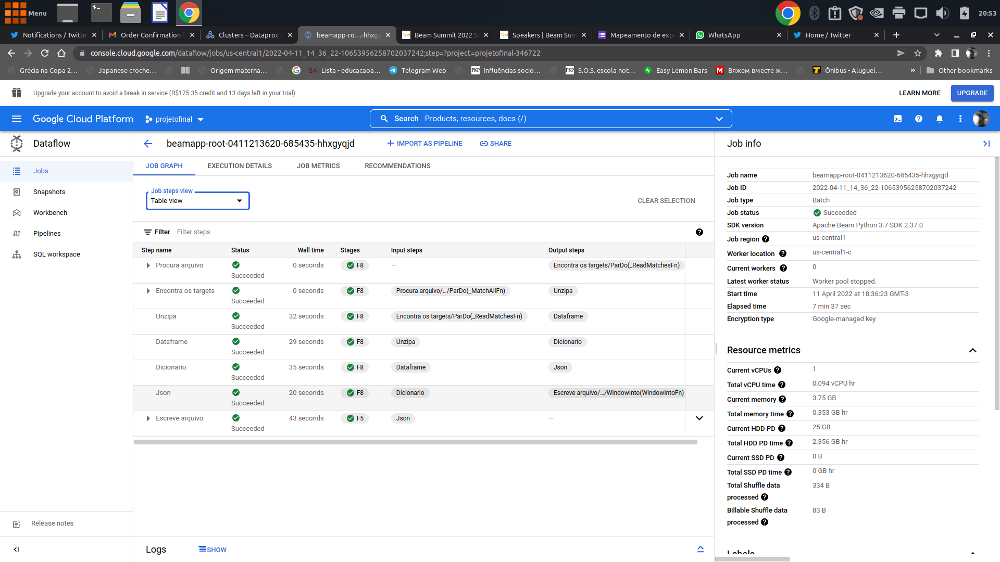 Menu
$_
20:53
Notifications / Twitte
Order Confirmation f
Clusters – Dataproc –
beamapp-ro…-hhxgy
Beam Summit 2022 S
Speakers | Beam Sum
Mapeamento de exp
WhatsApp
Home / Twitter
console.cloud.google.com/dataflow/jobs/us-central1/2022-04-11_14_36_22-10653956258702037242;step=?project=projetofinal-346722
Grécia na Copa 2...
Japanese croche...
Origem materna...
EA Lista - educacaoa...
Telegram Web
PKP Influências socio...
PKP S.O.S. escola not...
Easy Lemon Bars
M Вяжем вместе ж...
Ônibus - Aluguel...
»
Other bookmarks
Upgrade your account to avoid a break in service (R$175.35 credit and 13 days left in your trial).
LEARN MORE
UPGRADE
Google Cloud Platform
projetofinal
Search Products, resources, docs (/)
Dataflow
beamapp-root-0411213620-685435-hhxgyqjd
IMPORT AS PIPELINE
SHARE
Job info
Jobs
Snapshots
Workbench
Pipelines
SQL workspace
Release notes
JOB GRAPH
EXECUTION DETAILS
JOB METRICS
RECOMMENDATIONS
Job steps view
Table view
CLEAR SELECTION
Filter Filter steps
Step name Status Wall time Stages Input steps Output steps
Procura arquivo Succeeded 0 seconds F8 — Encontra os targets/ParDo(_ReadMatchesFn)
Encontra os targets Succeeded 0 seconds F8 Procura arquivo/…/ParDo(_MatchAllFn) Unzipa
Unzipa Succeeded 32 seconds F8 Encontra os targets/ParDo(_ReadMatchesFn) Dataframe
Dataframe Succeeded 29 seconds F8 Unzipa Dicionario
Dicionario Succeeded 35 seconds F8 Dataframe Json
Json Succeeded 20 seconds F8 Dicionario Escreve arquivo/…/WindowInto(WindowIntoFn)
Escreve arquivo Succeeded 43 seconds F5 Json —
Logs
SHOW
Job name beamapp-root-0411213620-685435-hhxgyqjd
Job ID 2022-04-11_14_36_22-10653956258702037242
Job type Batch
Job status Succeeded
SDK version Apache Beam Python 3.7 SDK 2.37.0
Job region us-central1
Worker location us-central1-c
Current workers 0
Latest worker status Worker pool stopped.
Start time 11 April 2022 at 18:36:23 GMT-3
Elapsed time 7 min 37 sec
Encryption type Google-managed key
Resource metrics
Current vCPUs 1
Total vCPU time 0.094 vCPU hr
Current memory 3.75 GB
Total memory time 0.353 GB hr
Current HDD PD 25 GB
Total HDD PD time 2.356 GB hr
Current SSD PD 0 B
Total SSD PD time 0 GB hr
Total Shuffle data processed 334 B
Billable Shuffle data processed 83 B
Labels